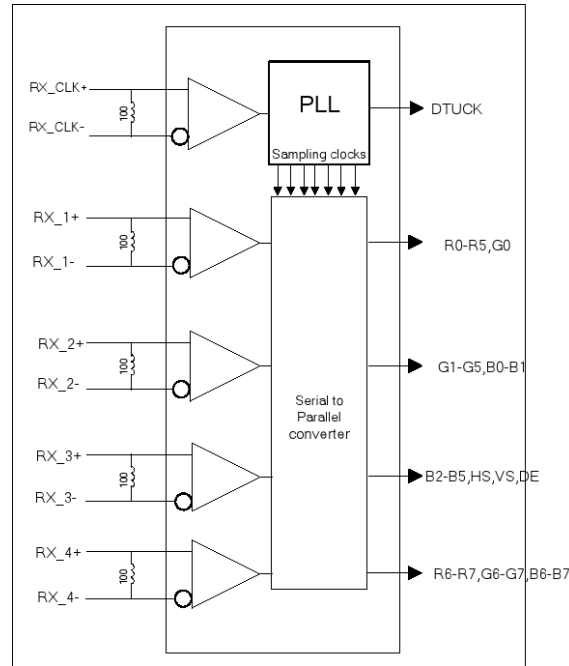 RX_CLK+
100
RX_CLK-
PLL
Sampling clocks
DTUCK
RX_1+
100
RX_1-
R0-R5,G0
RX_2+
100
RX_2-
G1-G5,B0-B1
Serial to
Parallel
converter
RX_3+
100
RX_3-
B2-B5,HS,VS,DE
RX_4+
100
RX_4-
R6-R7,G6-G7,B6-B7